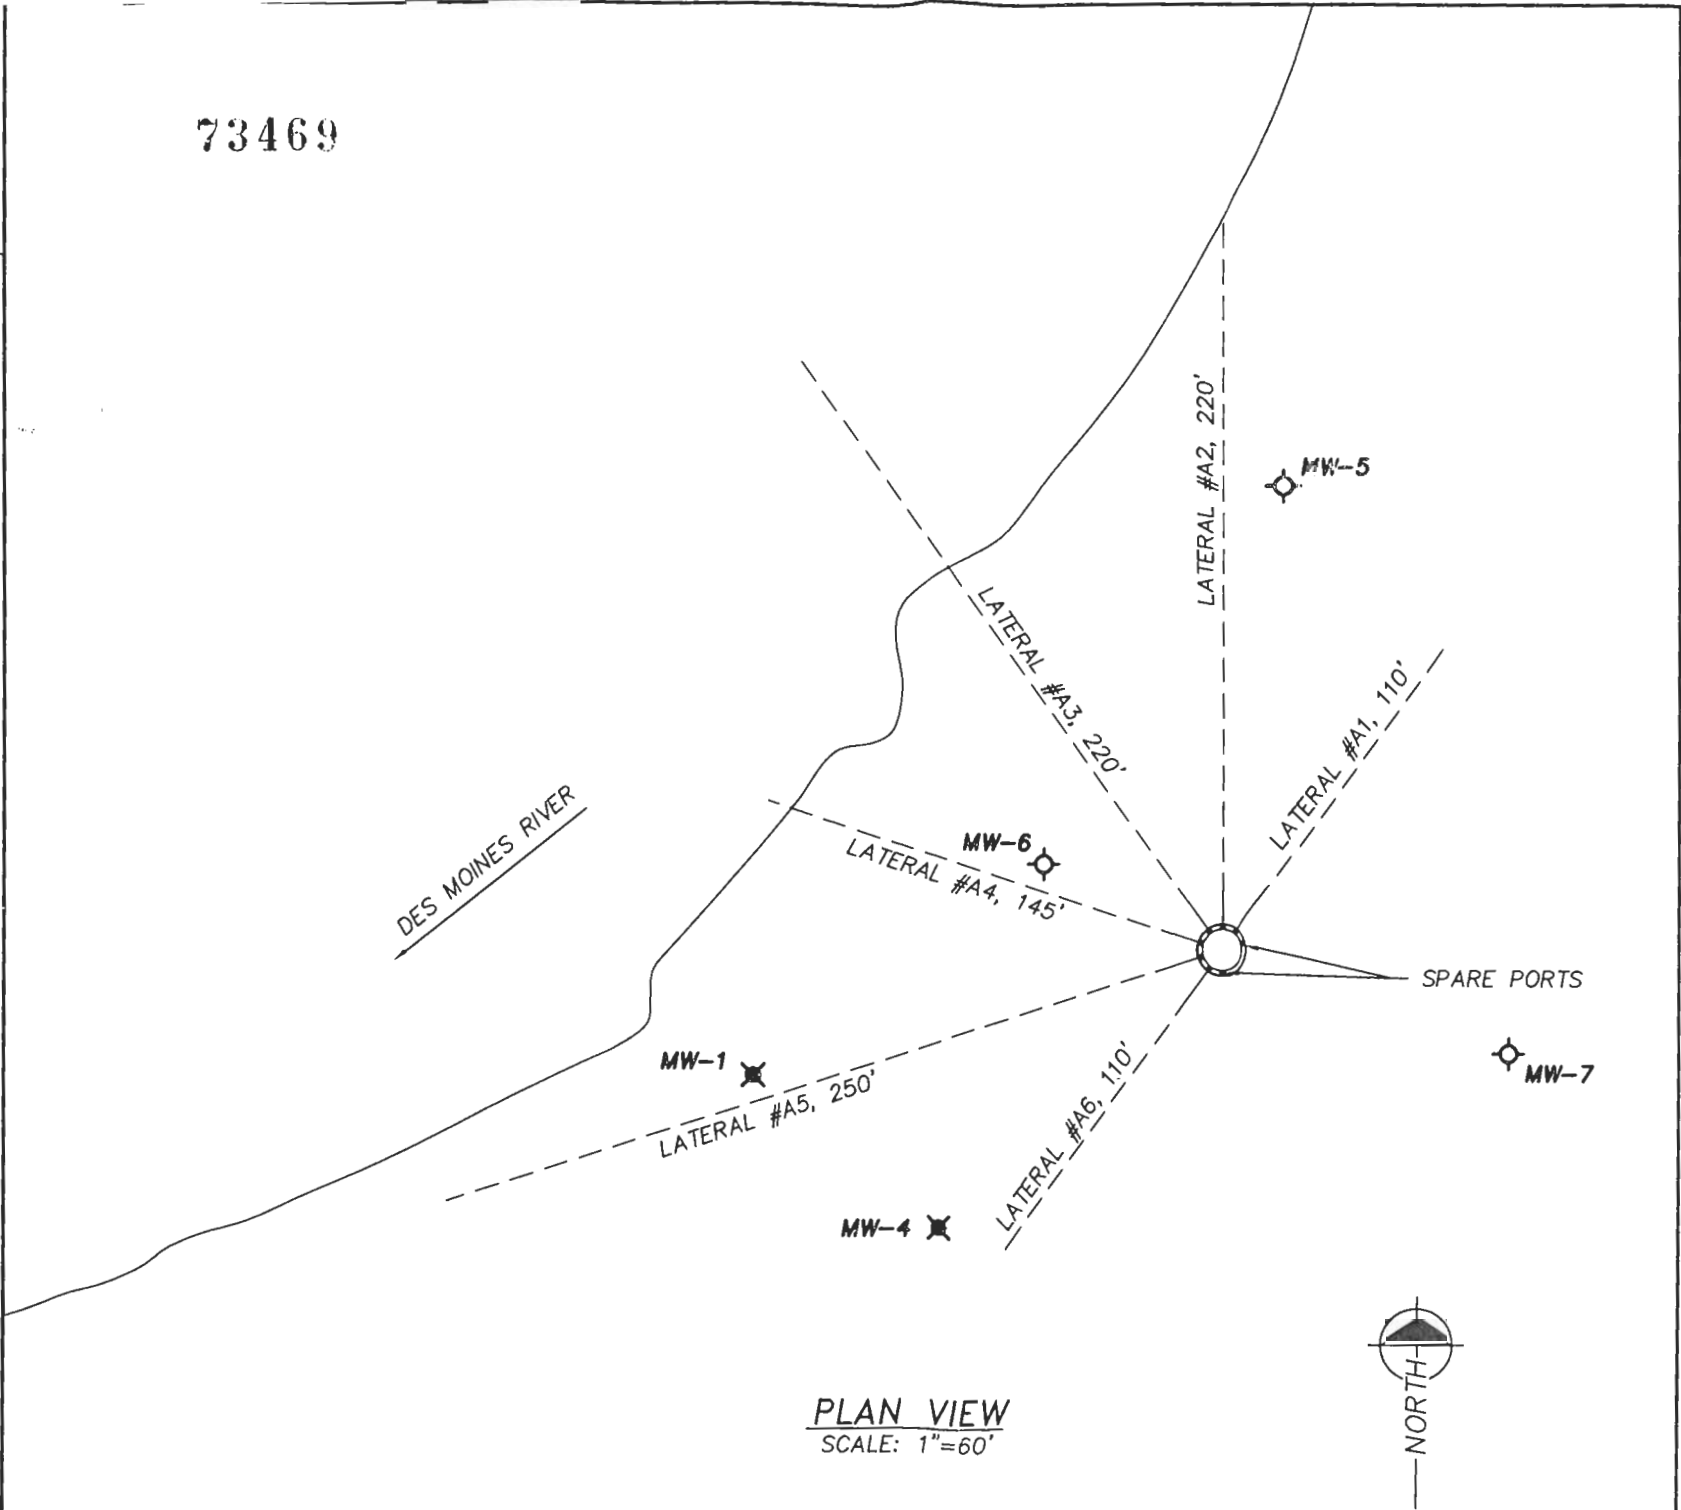 73469
LATERAL #A2, 220'
MW-5
LATERAL #A3, 220'
LATERAL #A1, 110'
DES MOINES RIVER
MW-6
LATERAL #A4, 145'
SPARE PORTS
MW-1
LATERAL #A5, 250'
LATERAL #A6, 110'
MW-7
MW-4
PLAN VIEW
SCALE: 1"=60'
NORTH